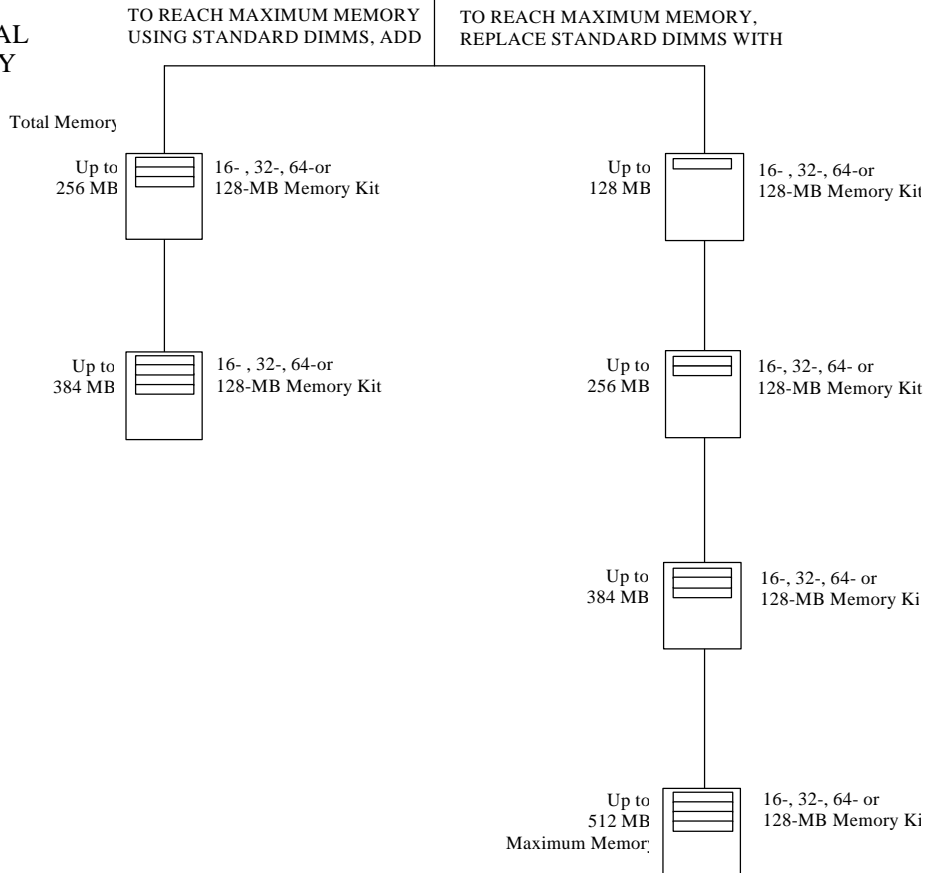 AL
Y
TO REACH MAXIMUM MEMORY
USING STANDARD DIMMS, ADD
TO REACH MAXIMUM MEMORY,
REPLACE STANDARD DIMMS WITH
Total Memory
Up to
256 MB
16- , 32-, 64-or
128-MB Memory Kit
Up to
128 MB
16- , 32-, 64-or
128-MB Memory Kit
Up to
384 MB
16- , 32-, 64-or
128-MB Memory Kit
Up to
256 MB
16-, 32-, 64- or
128-MB Memory Kit
Up to
384 MB
16-, 32-, 64- or
128-MB Memory Ki
Up to
512 MB
Maximum Memory
16-, 32-, 64- or
128-MB Memory Ki